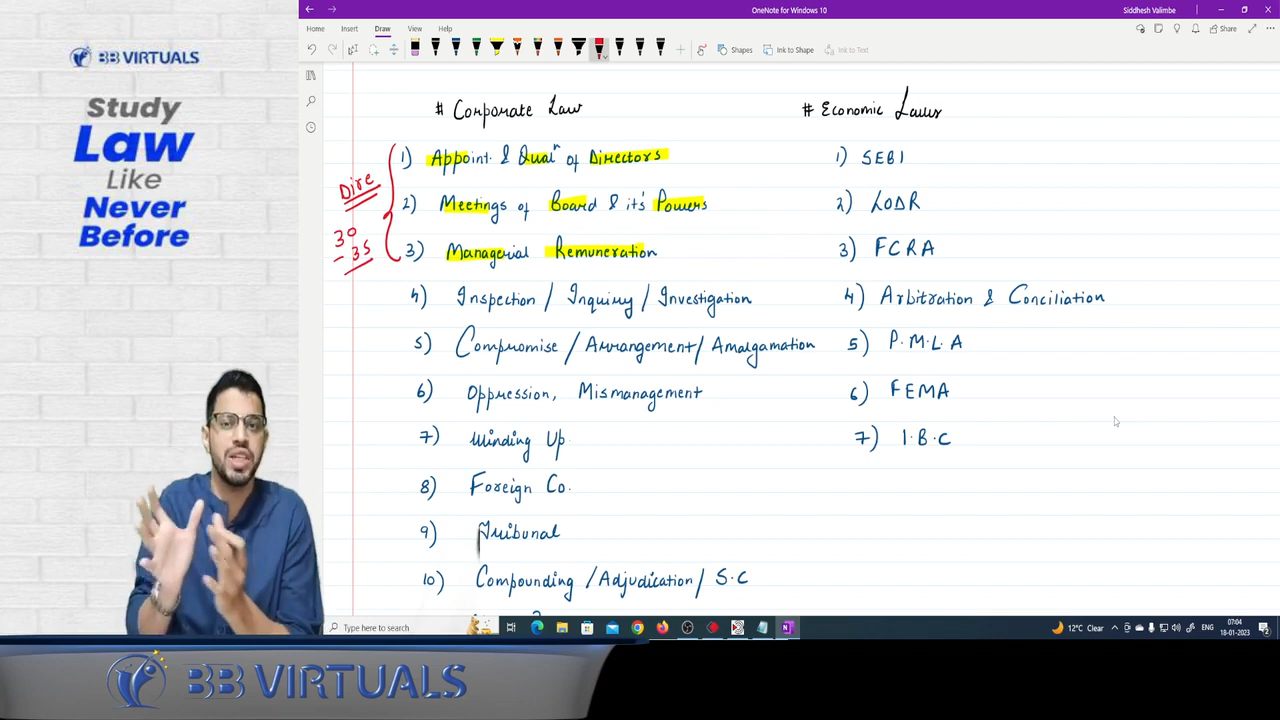 BB VIRTUALS
Study
Law
Like
Never
Before
OneNote for Windows 10
Siddhesh Valimbe
Home Insert Draw View Help
Shapes Ink to Shape Ink to Text
Share
# Corporate Law
1) Appoint. & Qualn of Directors
2) Meetings of Board & it's Powers
3) Managerial Remuneration
4) Inspection / Inquiry / Investigation
5) Compromise / Arrangement / Amalgamation
6) Oppression, Mismanagement
7) Winding Up
8) Foreign Co.
9) Tribunal
10) Compounding / Adjudication / S.C
Dire
30
- 35
# Economic Laws
1) SEBI
2) LODR
3) FCRA
4) Arbitration & Conciliation
5) P.M.L.A
6) FEMA
7) I.B.C
Type here to search
12°C Clear
ENG
07:04
18-01-2023
2
BB VIRTUALS